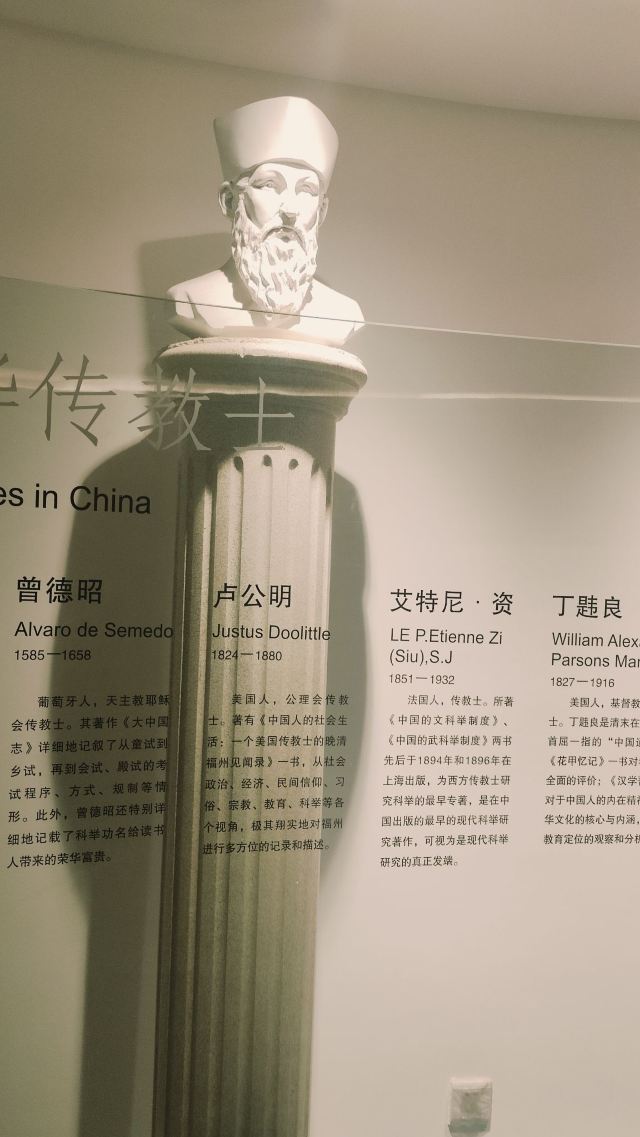 华传教士
es in China
曾德昭
Alvaro de Semedo
1585—1658
葡萄牙人，天主教耶稣
会传教士。其著作《大中国
志》详细地记叙了从童试到
乡试，再到会试、殿试的考
试程序、方式、规制等情
形。此外，曾德昭还特别详
细地记载了科举功名给读书
人带来的荣华富贵。
卢公明
Justus Doolittle
1824—1880
美国人，公理会传教
士。著有《中国人的社会生
活：一个美国传教士的晚清
福州见闻录》一书，从社会
政治、经济、民间信仰、习
俗、宗教、教育、科举等各
个视角，极其翔实地对福州
进行多方位的记录和描述。
艾特尼·资
LE P.Etienne Zi
(Siu),S.J
1851—1932
法国人，传教士。所著
《中国的文科举制度》、
《中国的武科举制度》两书
先后于1894年和1896年在
上海出版，为西方传教士研
究科举的最早专著，是在中
国出版的最早的现代科举研
究著作，可视为是现代科举
研究的真正发端。
丁韪良
William Alexa
Parsons Mar
1827—1916
美国人，基督教
士。丁韪良是清末在
首屈一指的“中国通
《花甲忆记》一书对
全面的评价；《汉学
对于中国人的内在精神
华文化的核心与内涵，
教育定位的观察和分析